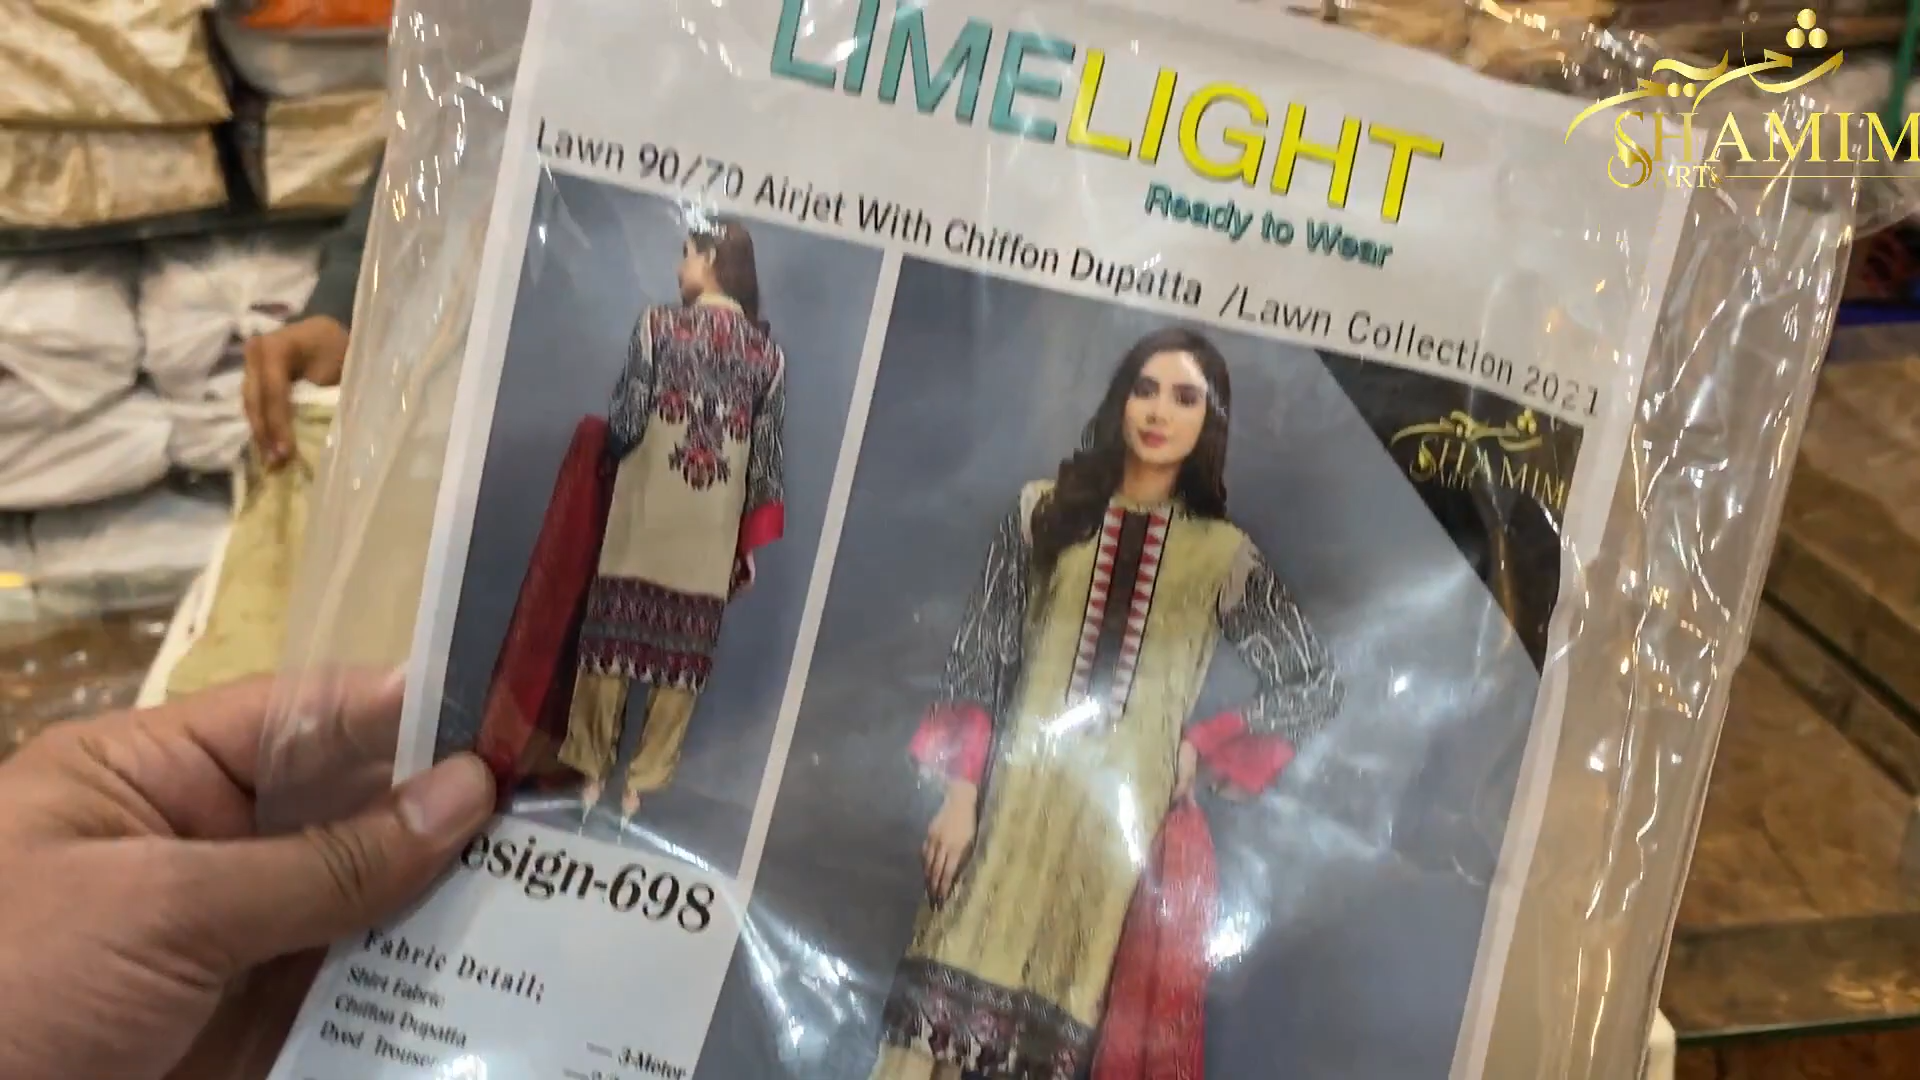 LIMELIGHT
Ready to Wear
Lawn 90/70 Airjet With Chiffon Dupatta /Lawn Collection 2021
SHAMIM
ARTS
SHAMIM
esign-698
Fabric Detail;
Shirt Fabric
3-Meter
Chiffon Dupatta
Dyed Trouser